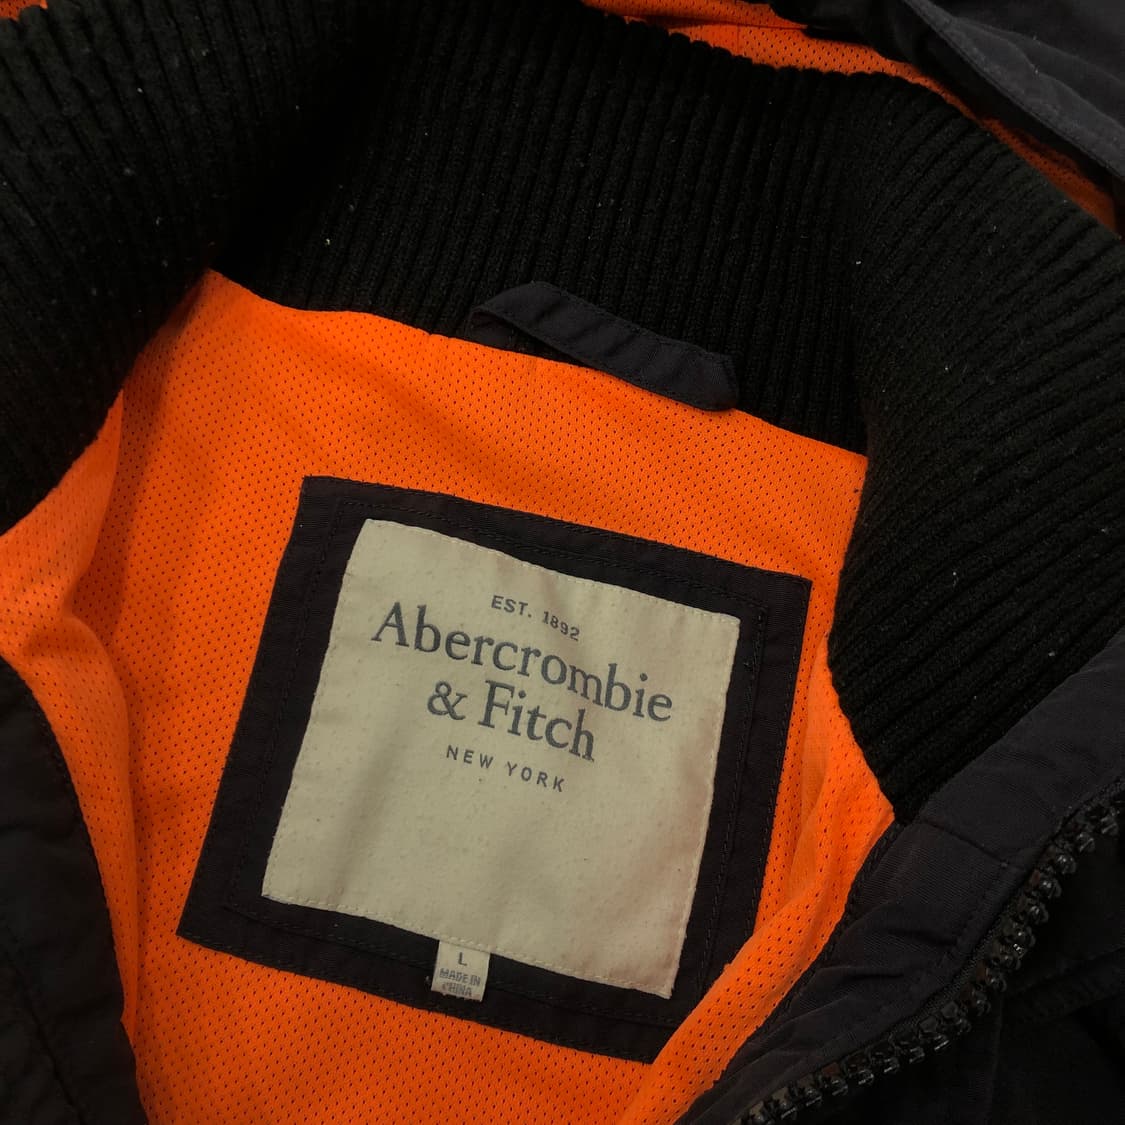 EST. 1892
Abercrombie
& Fitch
NEW YORK
L
MADE IN
CHINA